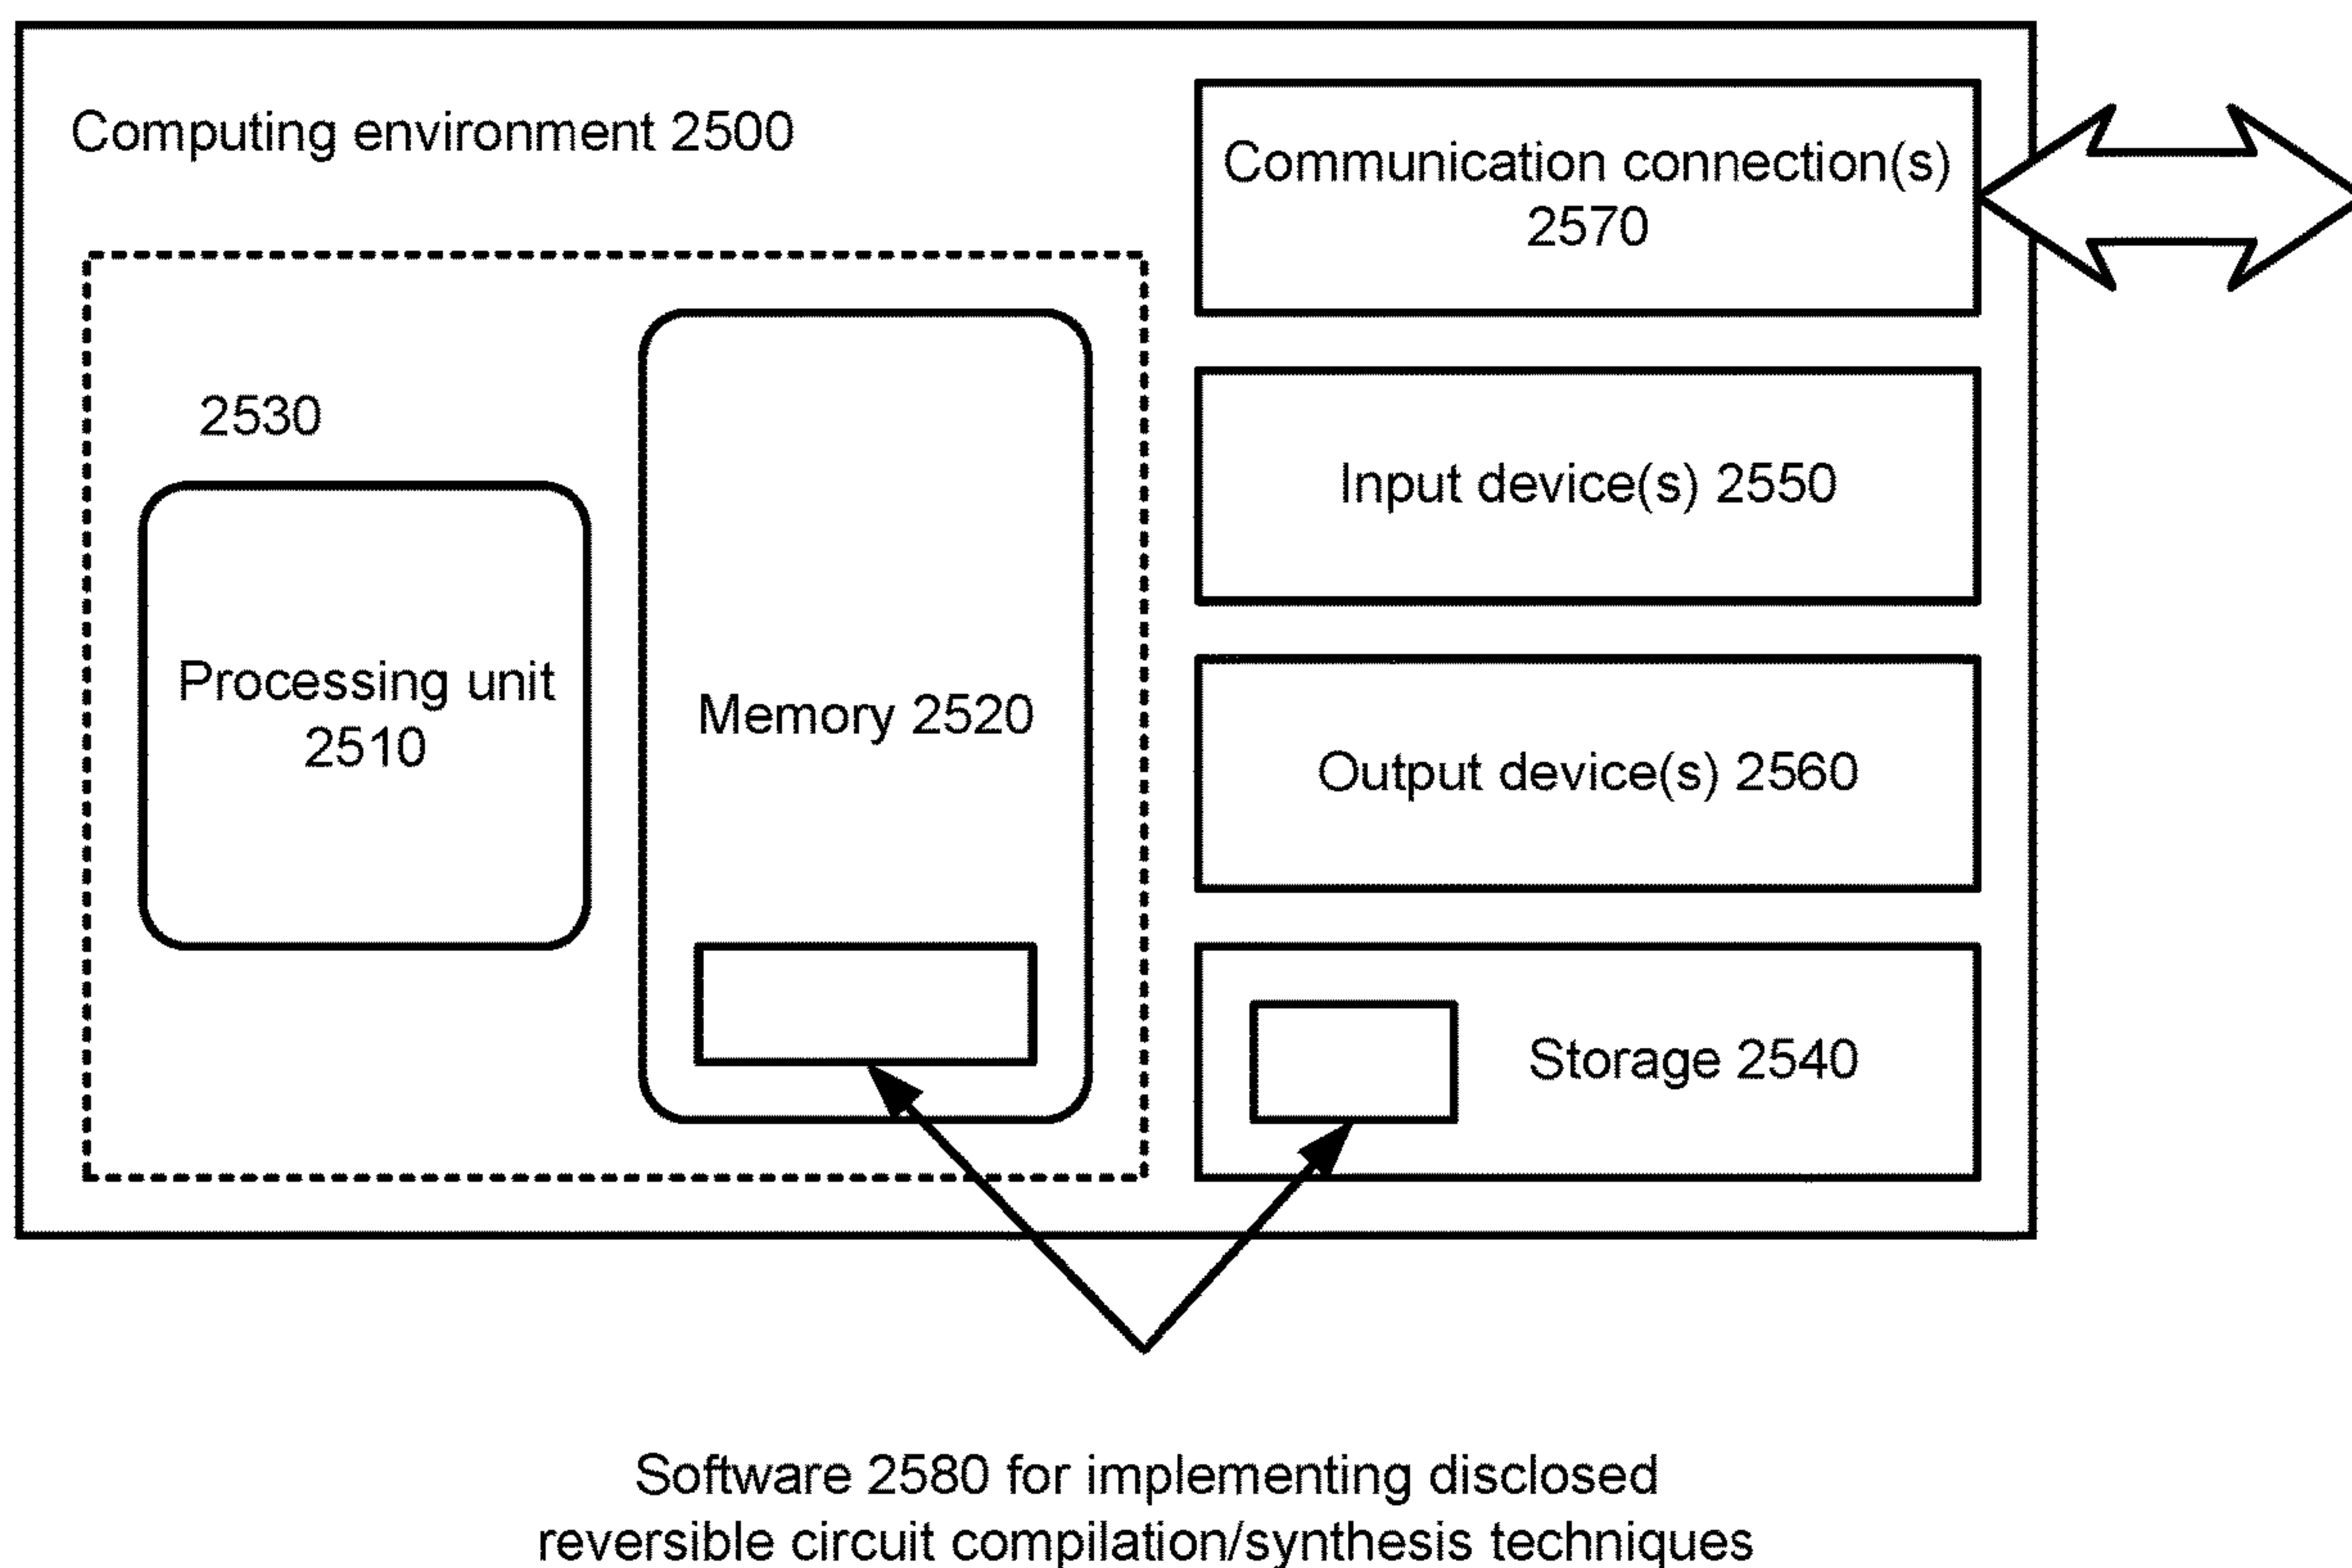 Computing environment 2500
Communication connection(s)
2570
2530
Input device(s) 2550
Processing unit
2510
Memory 2520
Output device(s) 2560
Storage 2540
Software 2580 for implementing disclosed
reversible circuit compilation/synthesis techniques